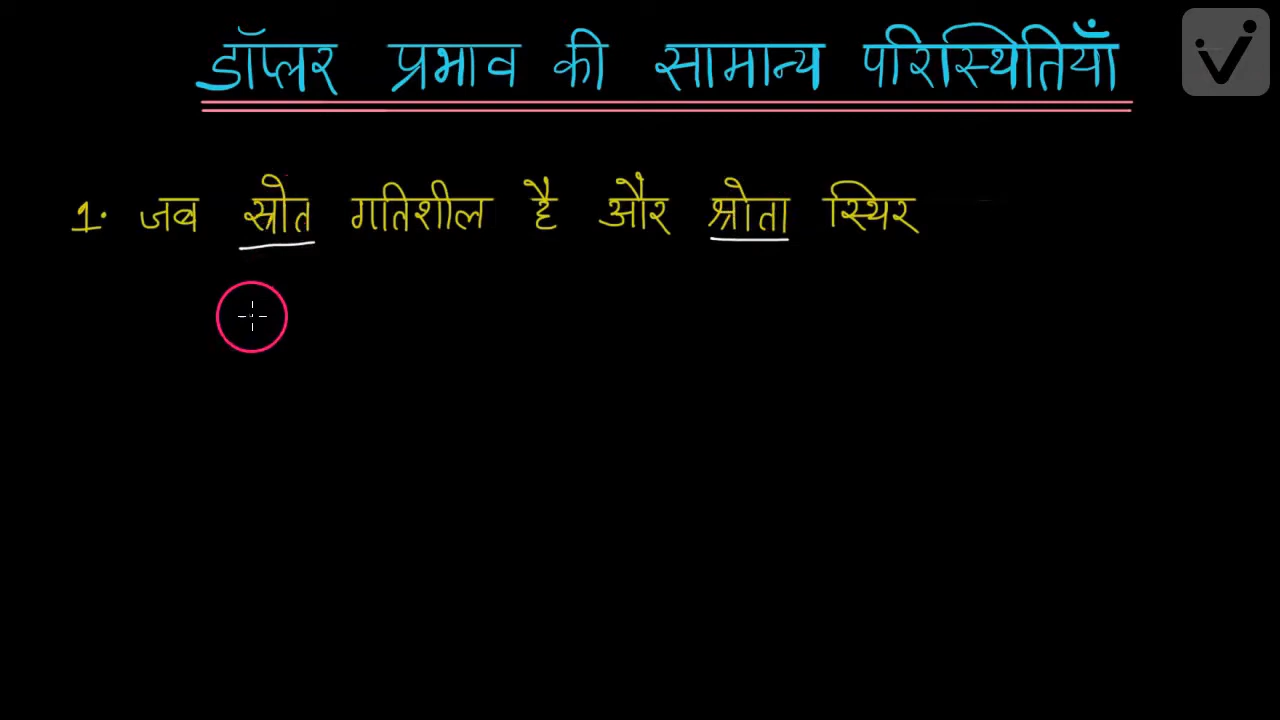 डॉप्लर प्रभाव की सामान्य परिस्थितियाँ
1. जब स्रोत गतिशील है और श्रोता स्थिर